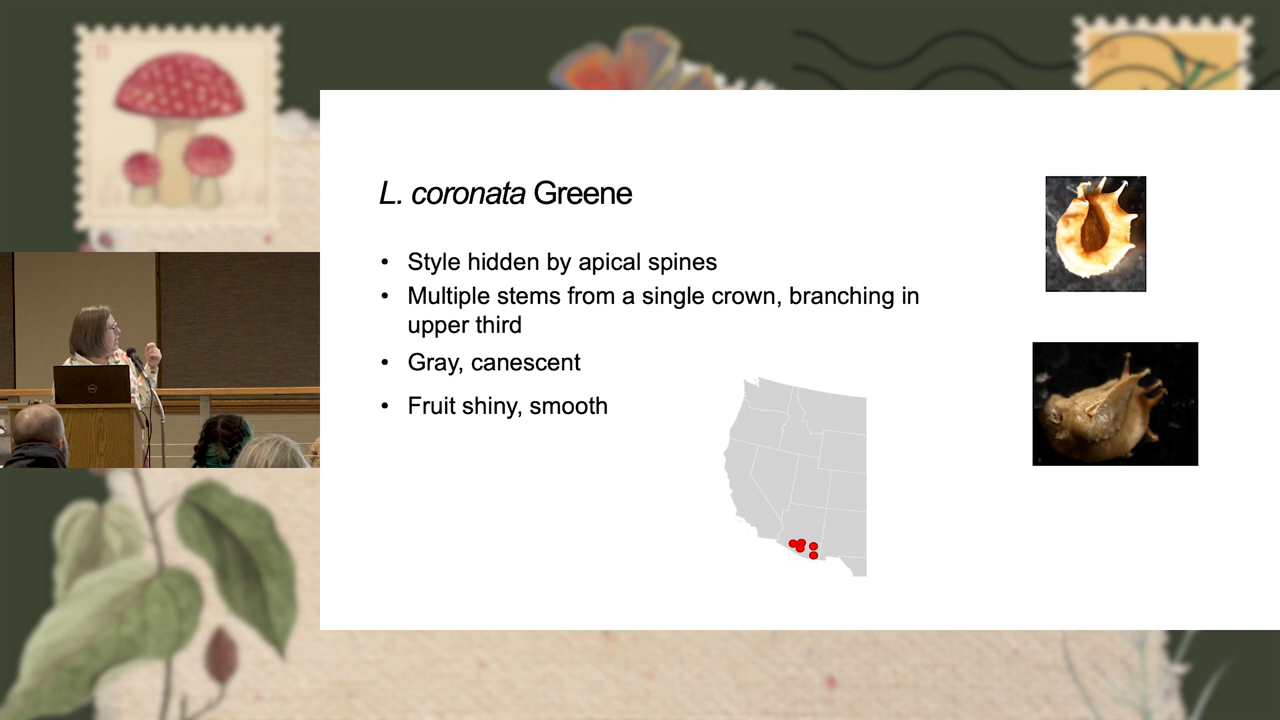 L. coronata Greene
• Style hidden by apical spines
• Multiple stems from a single crown, branching in
upper third
• Gray, canescent
• Fruit shiny, smooth